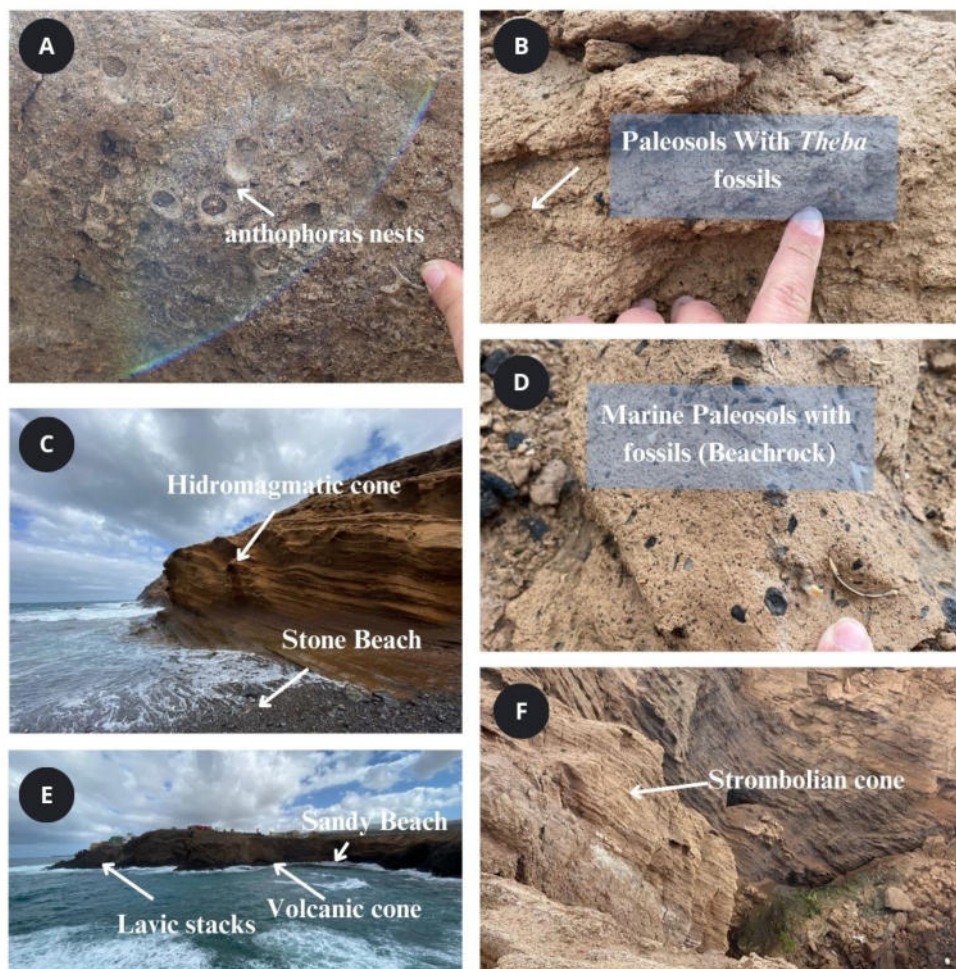 A
anthophoras nests
B
Paleosols With Theba
fossils
C
Hidromagmatic cone
Stone Beach
D
Marine Paleosols with
fossils (Beachrock)
E
Sandy Beach
Lavic stacks
Volcanic cone
F
Strombolian cone